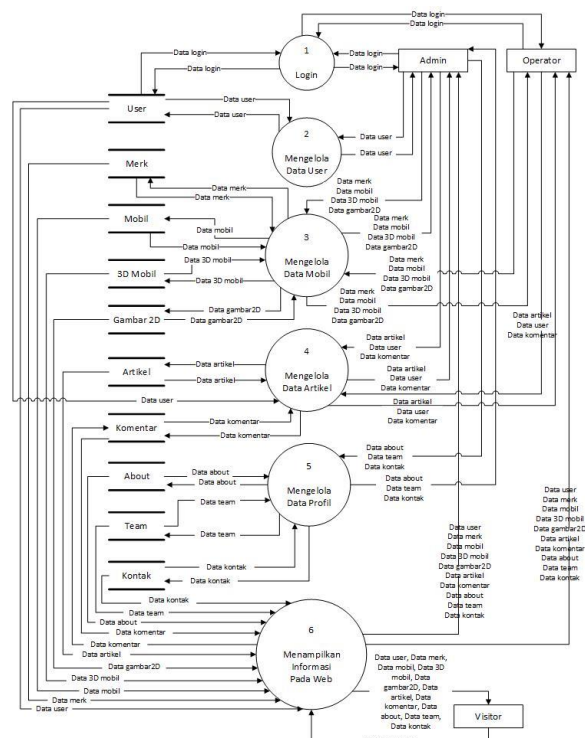 Data login
Data login
1
Login
Data login
Data login
Data login
Data login
Admin
Operator
User
Data user
Data user
2
Mengelola
Data User
Data user
Data user
Merk
Data merk
Data merk
Data merk
Data mobil
Data 3D mobil
Data gambar2D
Mobil
Data mobil
Data mobil
3
Mengelola
Data Mobil
Data merk
Data mobil
Data 3D mobil
Data gambar2D
3D Mobil
Data 3D mobil
Data 3D mobil
Data merk
Data mobil
Data 3D mobil
Data gambar2D
Gambar 2D
Data gambar2D
Data gambar2D
Data merk
Data mobil
Data 3D mobil
Data gambar2D
Data artikel
Data user
Data komentar
Artikel
Data artikel
Data artikel
Data user
4
Mengelola
Data Artikel
Data artikel
Data user
Data komentar
Data artikel
Data user
Data komentar
Data artikel
Data user
Data komentar
Komentar
Data komentar
Data komentar
About
Data about
Data about
5
Mengelola
Data Profil
Data about
Data team
Data kontak
Data about
Data team
Data kontak
Team
Data team
Data team
Kontak
Data kontak
Data kontak
Data user
Data merk
Data mobil
Data 3D mobil
Data gambar2D
Data artikel
Data komentar
Data about
Data team
Data kontak
Data user
Data merk
Data mobil
Data 3D mobil
Data gambar2D
Data artikel
Data komentar
Data about
Data team
Data kontak
Data kontak
Data team
Data about
Data komentar
Data komentar
Data artikel
Data gambar2D
Data 3D mobil
Data mobil
Data merk
Data user
6
Menampilkan
Informasi
Pada Web
Data user, Data merk,
Data mobil, Data 3D
mobil, Data
gambar2D, Data
artikel, Data
komentar, Data
about, Data team,
Data kontak
Visitor